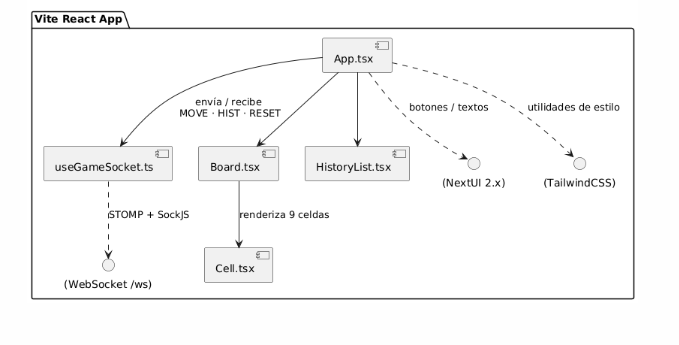 Vite React App
App.tsx
envía / recibe
MOVE · HIST · RESET
botones / textos
utilidades de estilo
useGameSocket.ts
Board.tsx
HistoryList.tsx
(NextUI 2.x)
(TailwindCSS)
STOMP + SockJS
renderiza 9 celdas
(WebSocket /ws)
Cell.tsx